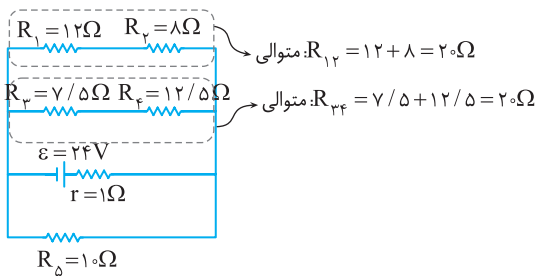 R۱ = ۱۲Ω R۲ = ۸Ω
متوالی: R۱۲ = ۱۲ + ۸ = ۲۰Ω
R۳ = ۷/۵Ω R۴ = ۱۲/۵Ω
متوالی: R۳۴ = ۷/۵ + ۱۲/۵ = ۲۰Ω
ε = ۲۴V
r = ۱Ω
R۵ = ۱۰Ω